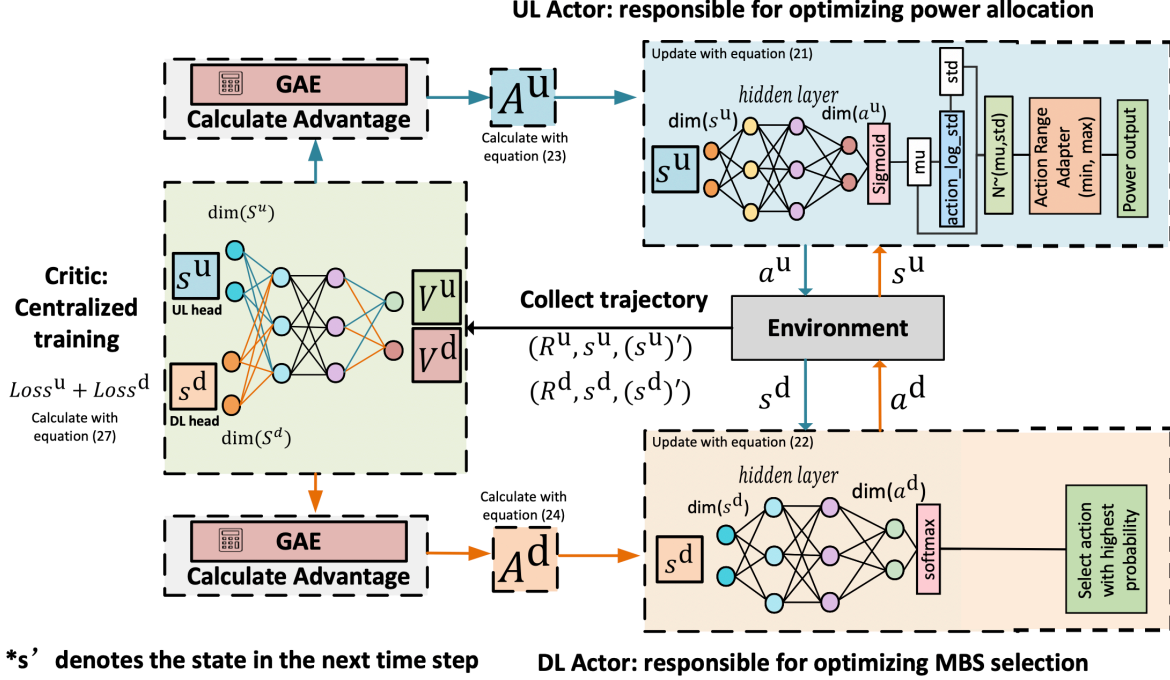 UL Actor: responsible for optimizing power allocation
GAE
Calculate Advantage
A^u
Calculate with
equation (23)
Update with equation (21)
hidden layer
dim(s^u)
dim(a^u)
s^u
Sigmoid
mu
action_log_std
std
N~(mu,std)
Action Range
Adapter
(min, max)
Power output
Critic:
Centralized
training
Loss^u + Loss^d
Calculate with
equation (27)
dim(S^u)
s^u
UL head
s^d
DL head
dim(S^d)
V^u
V^d
Collect trajectory
(R^u, s^u, (s^u)′)
(R^d, s^d, (s^d)′)
a^u
s^u
Environment
s^d
a^d
GAE
Calculate Advantage
Calculate with
equation (24)
A^d
Update with equation (22)
hidden layer
dim(s^d)
dim(a^d)
s^d
softmax
Select action
with highest
probability
*s′ denotes the state in the next time step
DL Actor: responsible for optimizing MBS selection